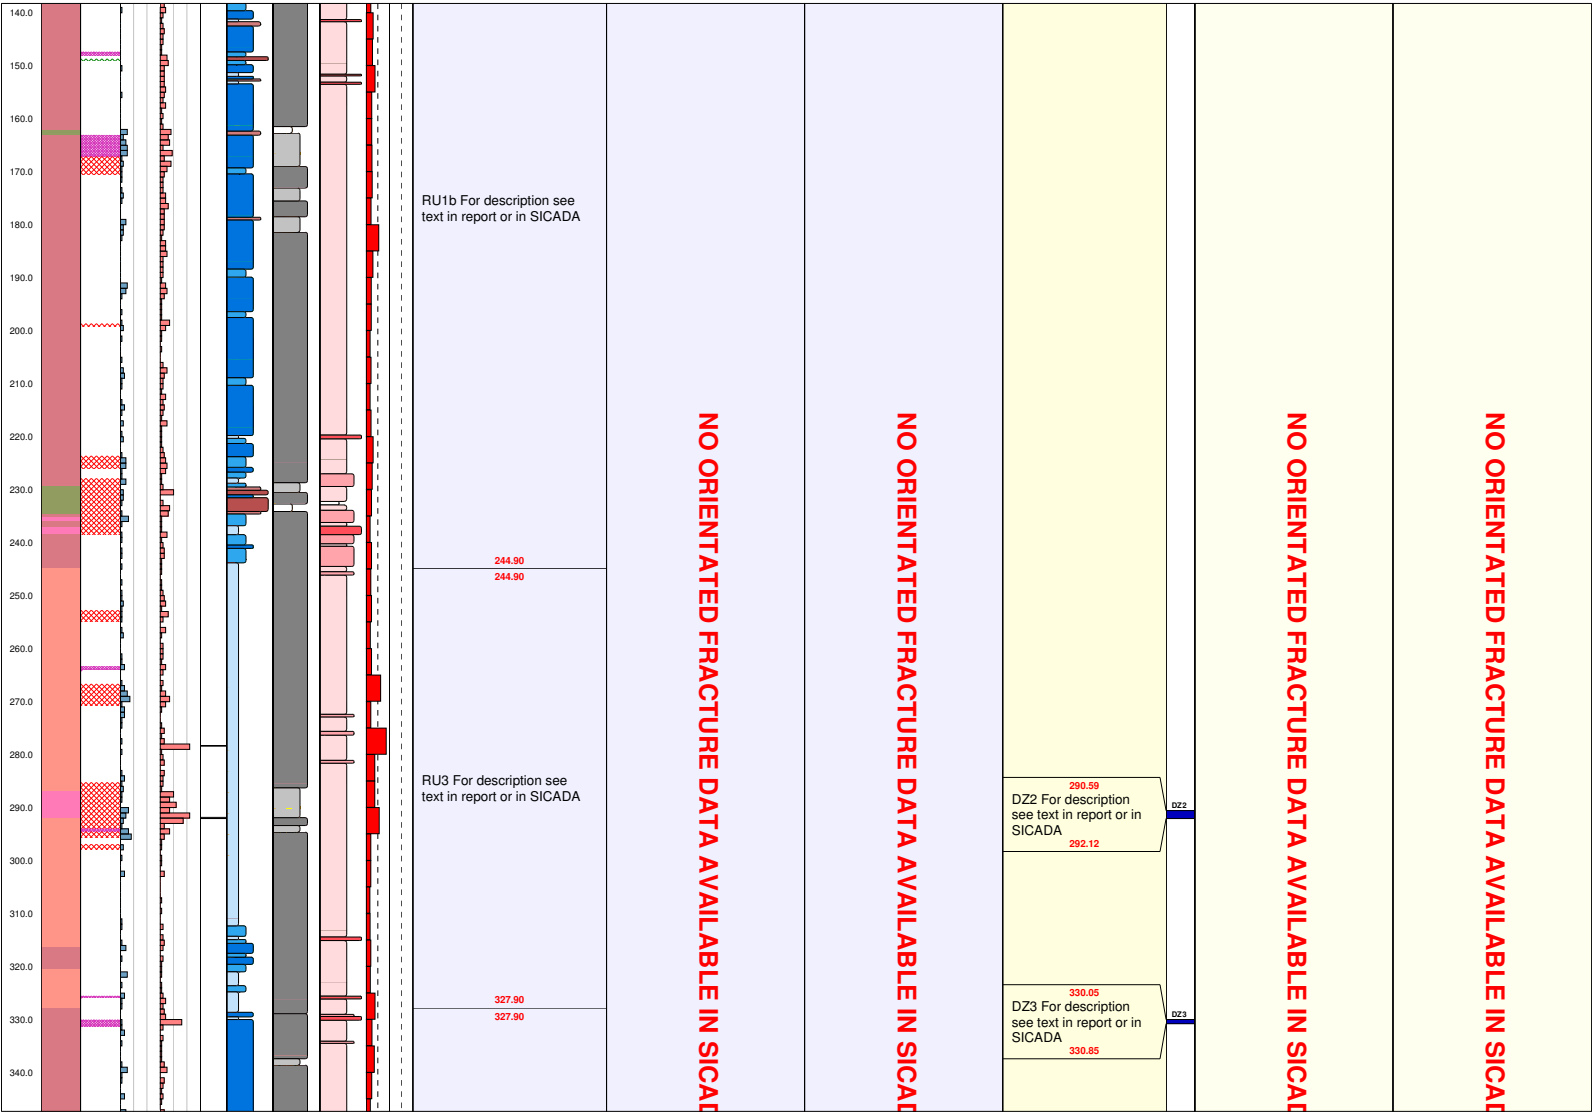 140.0
150.0
160.0
170.0
180.0
190.0
200.0
210.0
220.0
230.0
240.0
250.0
260.0
270.0
280.0
290.0
300.0
310.0
320.0
330.0
340.0
RU1b For description see
text in report or in SICADA
244.90
244.90
RU3 For description see
text in report or in SICADA
327.90
327.90
NO ORIENTATED FRACTURE DATA AVAILABLE IN SICAD
NO ORIENTATED FRACTURE DATA AVAILABLE IN SICAD
290.59
DZ2 For description
see text in report or in
SICADA
292.12
DZ2
330.05
DZ3 For description
see text in report or in
SICADA
330.85
DZ3
NO ORIENTATED FRACTURE DATA AVAILABLE IN SICAD
NO ORIENTATED FRACTURE DATA AVAILABLE IN SICAD